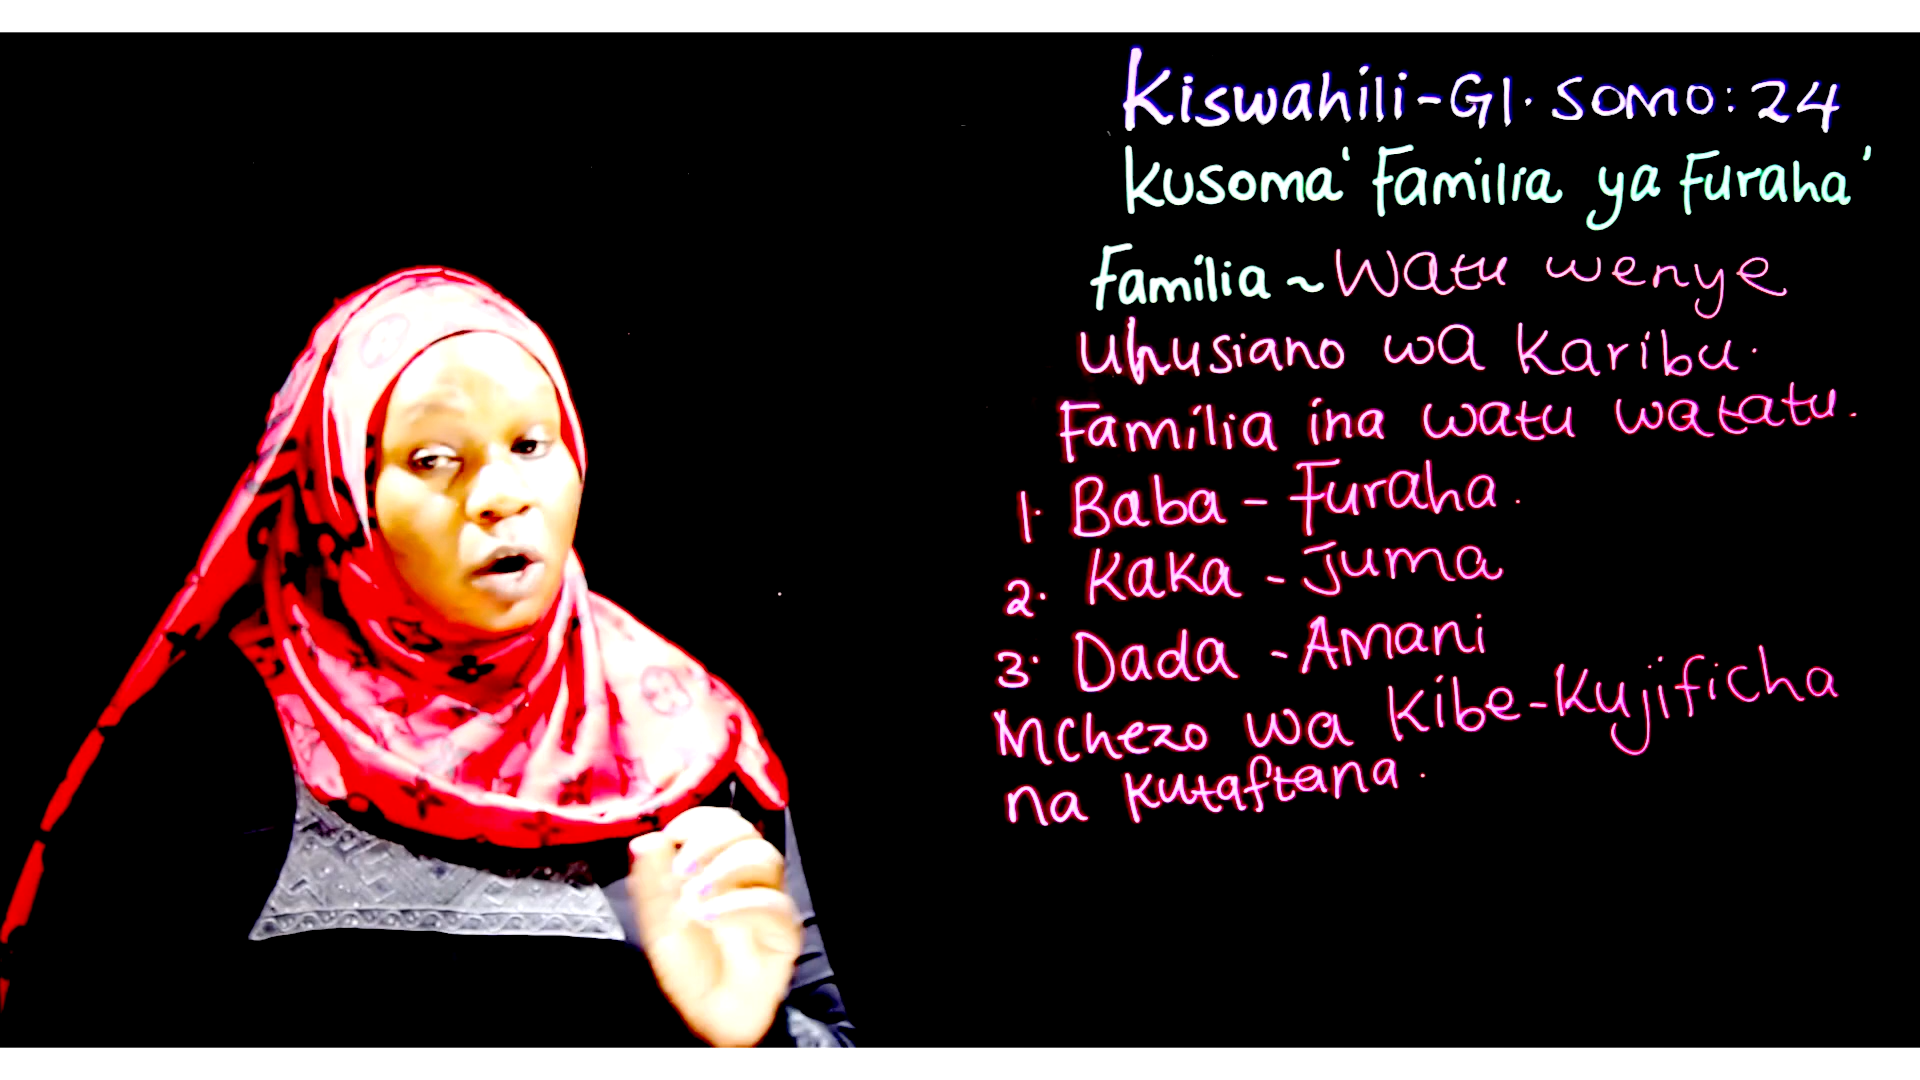 Kiswahili-G1. SOMO: 24
Kusoma 'Familia ya Furaha'
Familia ~ Watu wenye
Uhusiano wa Karibu.
Familia ina watu watatu.
1. Baba - Furaha.
2. Kaka - Juma
3. Dada - Amani
Mchezo wa Kibe-Kujificha
na Kutaftana.